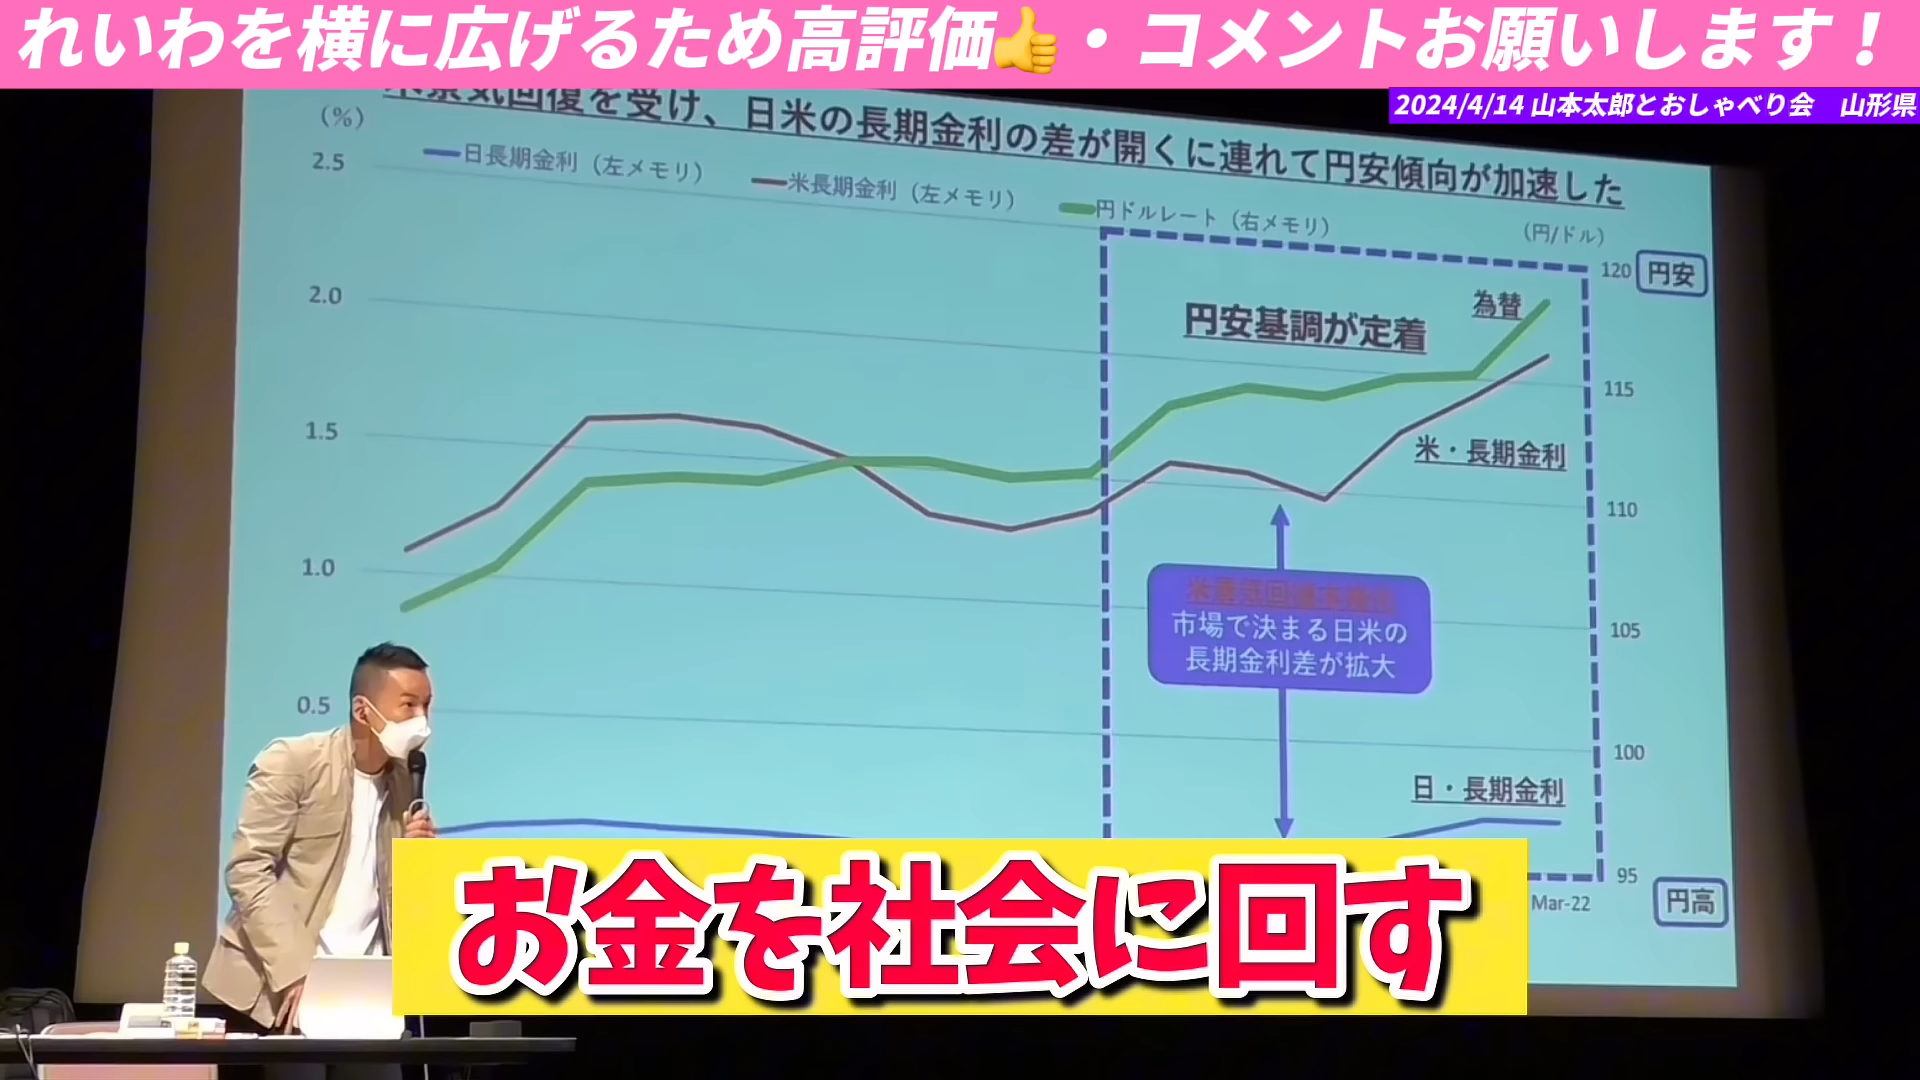 れいわを横に広げるため高評価👍・コメントお願いします！
2024/4/14 山本太郎とおしゃべり会　山形県
米景気回復を受け、日米の長期金利の差が開くに連れて円安傾向が加速した
(%)
日長期金利（左メモリ）
米長期金利（左メモリ）
円ドルレート（右メモリ）
(円/ドル)
2.5
2.0
1.5
1.0
0.5
120
115
110
105
100
95
円安
円安基調が定着
為替
米・長期金利
市場で決まる日米の
長期金利差が拡大
日・長期金利
Mar-22
円高
お金を社会に回す